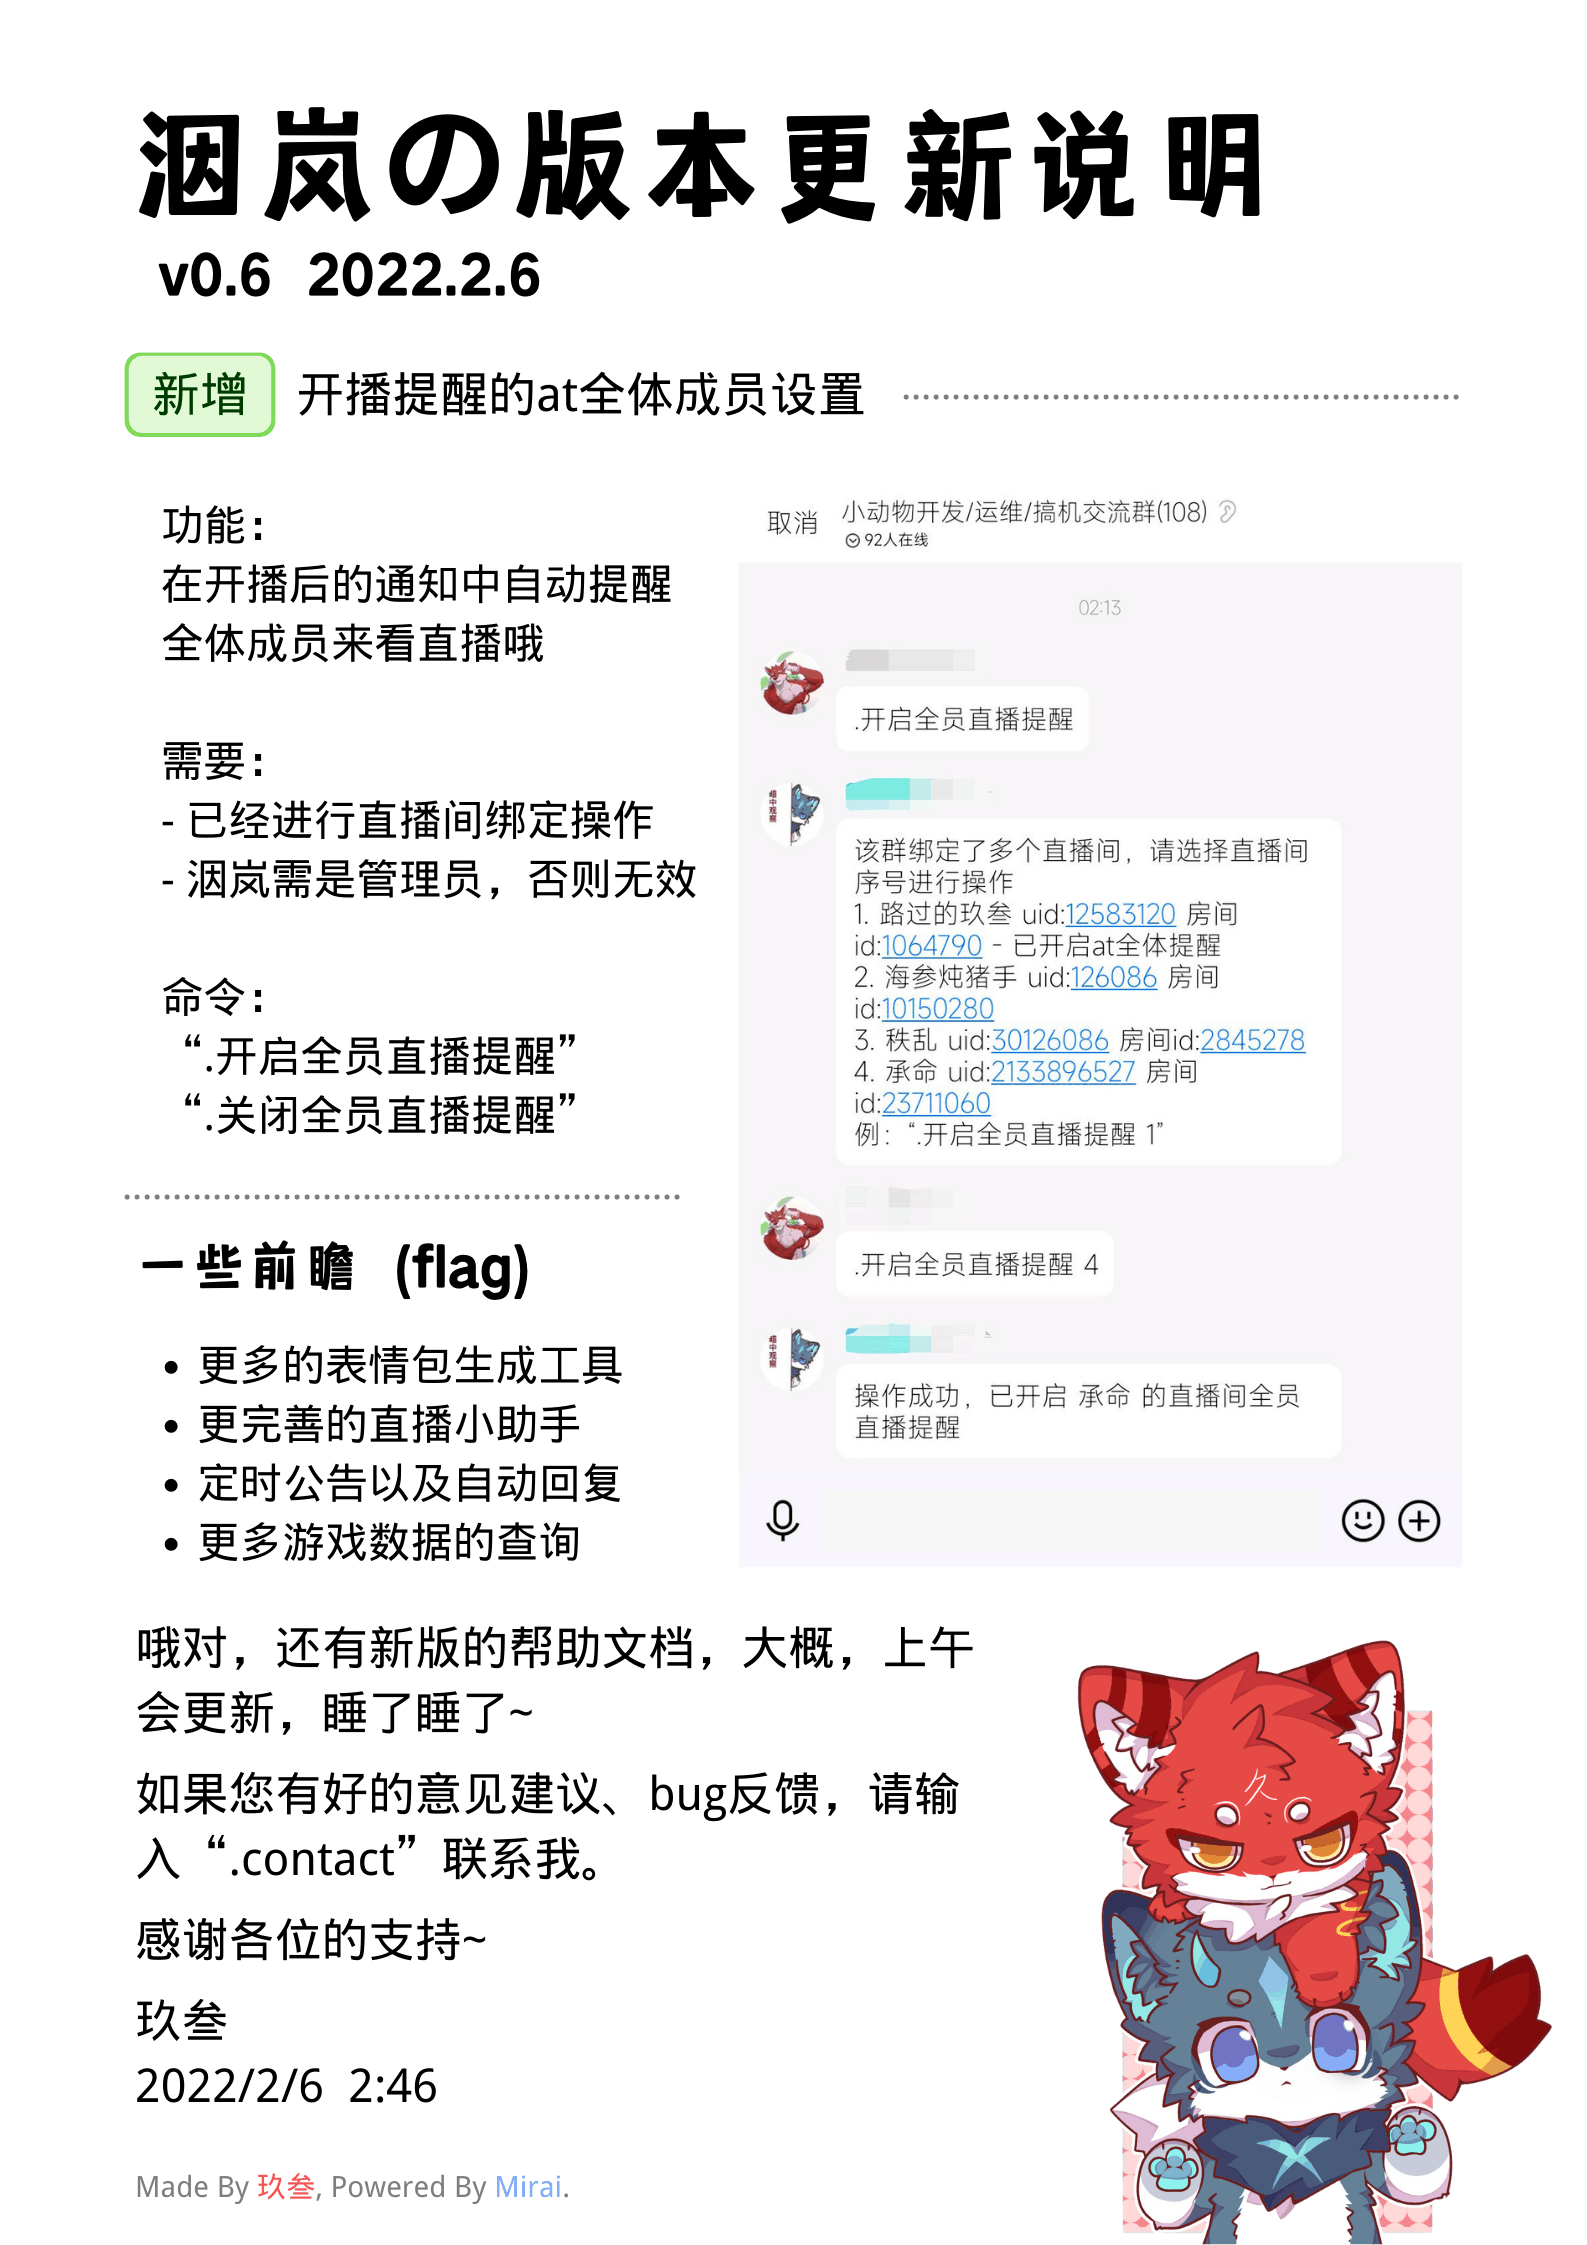 洇岚の版本更新说明
v0.6 2022.2.6
新增 开播提醒的at全体成员设置
功能：
在开播后的通知中自动提醒
全体成员来看直播哦
需要：
- 已经进行直播间绑定操作
- 洇岚需是管理员，否则无效
命令：
“.开启全员直播提醒”
“.关闭全员直播提醒”
取消 小动物开发/运维/搞机交流群(108)
92人在线
02:13
.开启全员直播提醒
暗中观察
该群绑定了多个直播间，请选择直播间
序号进行操作
1. 路过的玖叁 uid:12583120 房间
id:1064790 - 已开启at全体提醒
2. 海参炖猪手 uid:126086 房间
id:10150280
3. 秩乱 uid:30126086 房间id:2845278
4. 承命 uid:2133896527 房间
id:23711060
例：“.开启全员直播提醒 1”
.开启全员直播提醒 4
暗中观察
操作成功，已开启 承命 的直播间全员
直播提醒
一些前瞻 (flag)
• 更多的表情包生成工具
• 更完善的直播小助手
• 定时公告以及自动回复
• 更多游戏数据的查询
哦对，还有新版的帮助文档，大概，上午
会更新，睡了睡了~
如果您有好的意见建议、bug反馈，请输
入“.contact”联系我。
感谢各位的支持~
玖叁
2022/2/6 2:46
Made By 玖叁, Powered By Mirai.
久